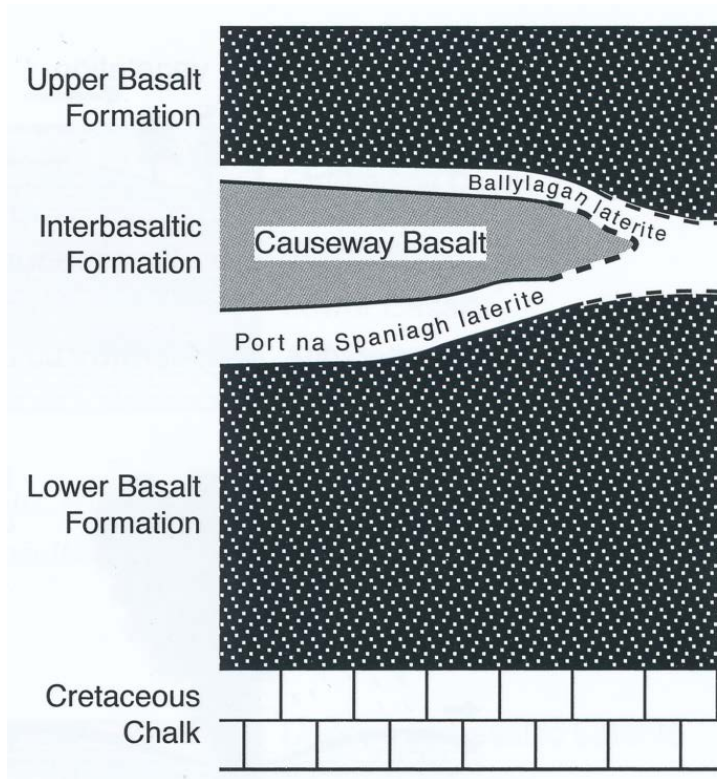 Upper Basalt
Formation
Ballylagan laterite
Interbasaltic
Formation
Causeway Basalt
Port na Spaniagh laterite
Lower Basalt
Formation
Cretaceous
Chalk